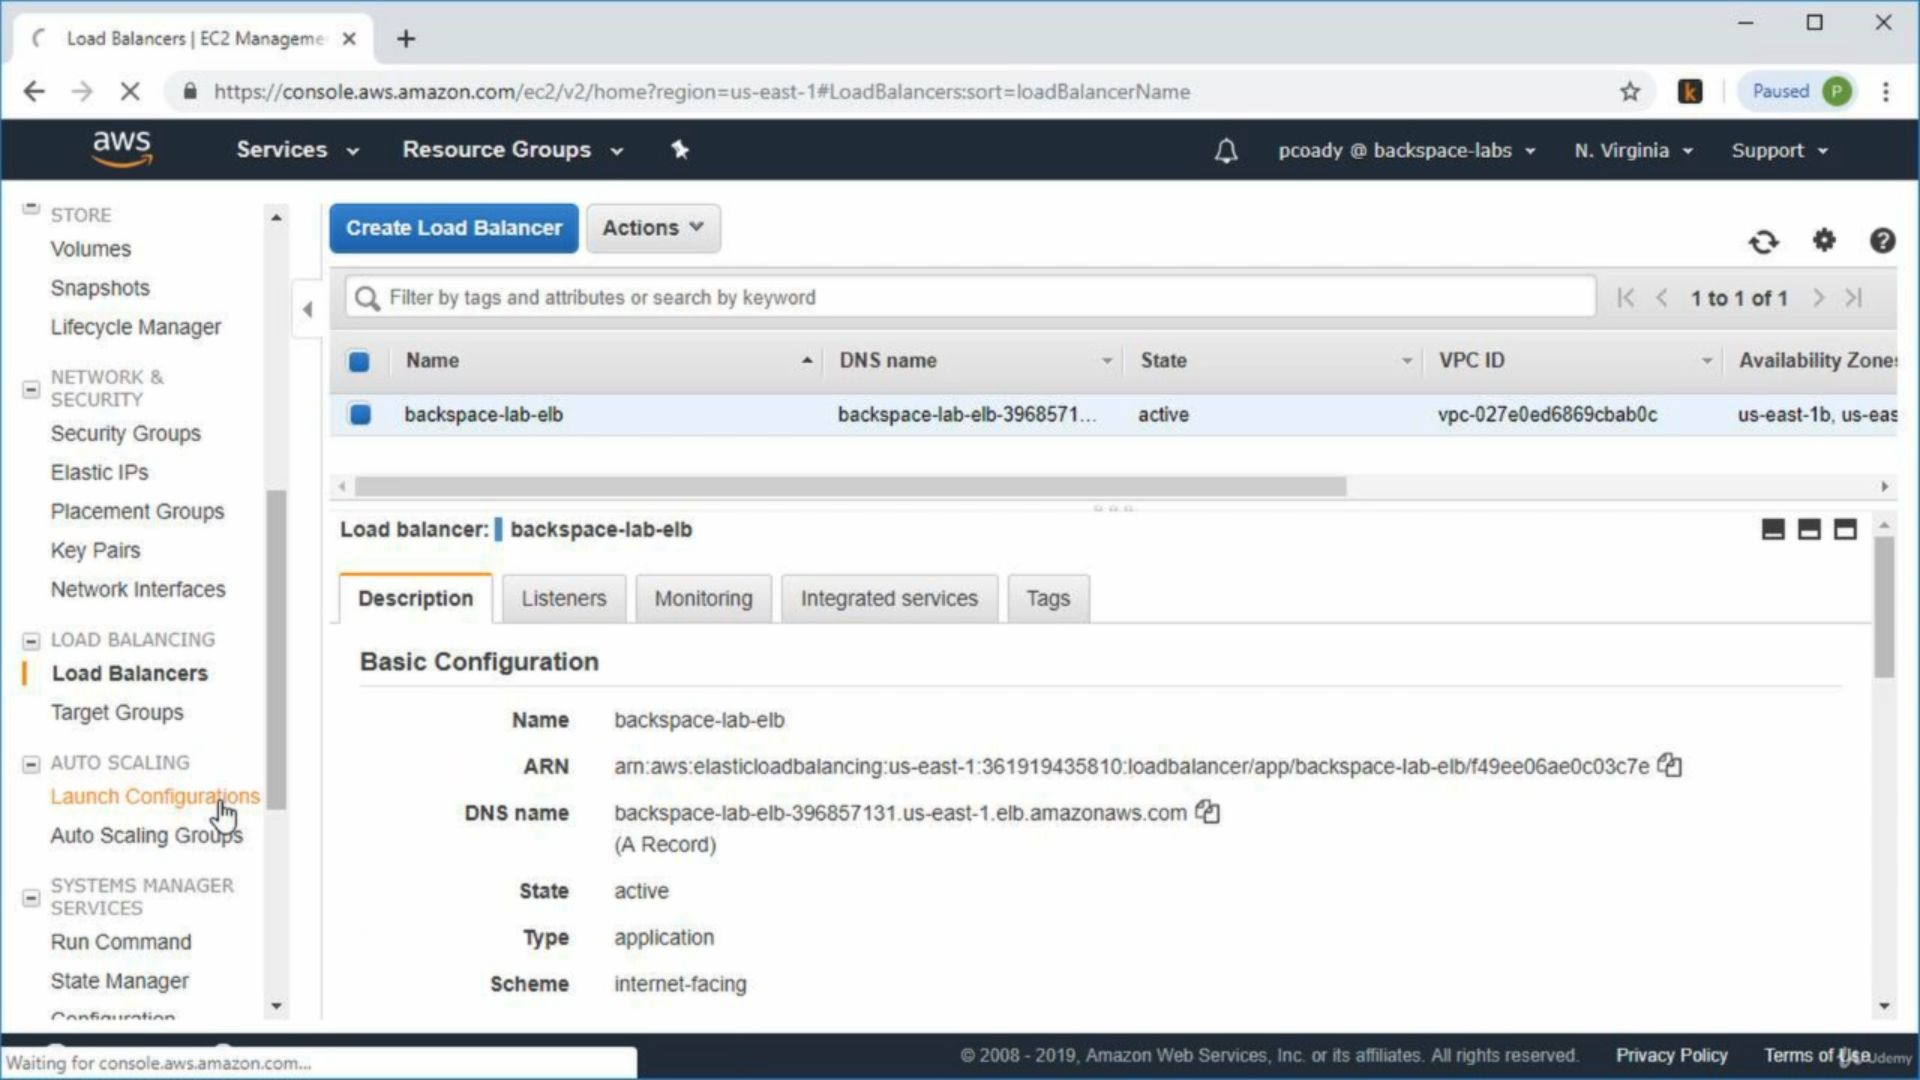 Load Balancers | EC2 Manageme
https://console.aws.amazon.com/ec2/v2/home?region=us-east-1#LoadBalancers:sort=loadBalancerName
k
Paused
P
aws
Services
Resource Groups
pcoady @ backspace-labs
N. Virginia
Support
STORE
Volumes
Snapshots
Lifecycle Manager
NETWORK &
SECURITY
Security Groups
Elastic IPs
Placement Groups
Key Pairs
Network Interfaces
LOAD BALANCING
Load Balancers
Target Groups
AUTO SCALING
Launch Configurations
Auto Scaling Groups
SYSTEMS MANAGER
SERVICES
Run Command
State Manager
Configuration
Create Load Balancer
Actions
Filter by tags and attributes or search by keyword
1 to 1 of 1
Name DNS name State VPC ID Availability Zones
backspace-lab-elb backspace-lab-elb-3968571... active vpc-027e0ed6869cbab0c us-east-1b, us-eas
Load balancer: backspace-lab-elb
Description Listeners Monitoring Integrated services Tags
Basic Configuration
Name backspace-lab-elb
ARN arn:aws:elasticloadbalancing:us-east-1:361919435810:loadbalancer/app/backspace-lab-elb/f49ee06ae0c03c7e
DNS name backspace-lab-elb-396857131.us-east-1.elb.amazonaws.com
(A Record)
State active
Type application
Scheme internet-facing
Waiting for console.aws.amazon.com...
© 2008 - 2019, Amazon Web Services, Inc. or its affiliates. All rights reserved.
Privacy Policy
Terms of Use
Udemy